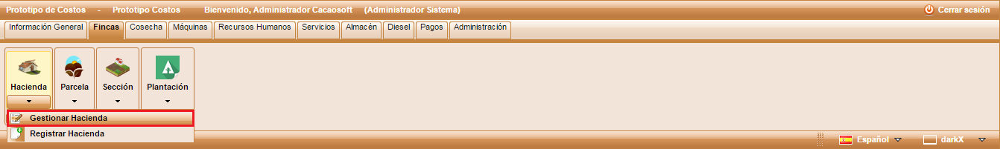 Prototipo de Costos - Prototipo Costos Bienvenido, Administrador Cacaosoft (Administrador Sistema) Cerrar sesión
Información General Fincas Cosecha Máquinas Recursos Humanos Servicios Almacén Diesel Pagos Administración
Hacienda Parcela Sección Plantación
Gestionar Hacienda
Registrar Hacienda
Español darkX